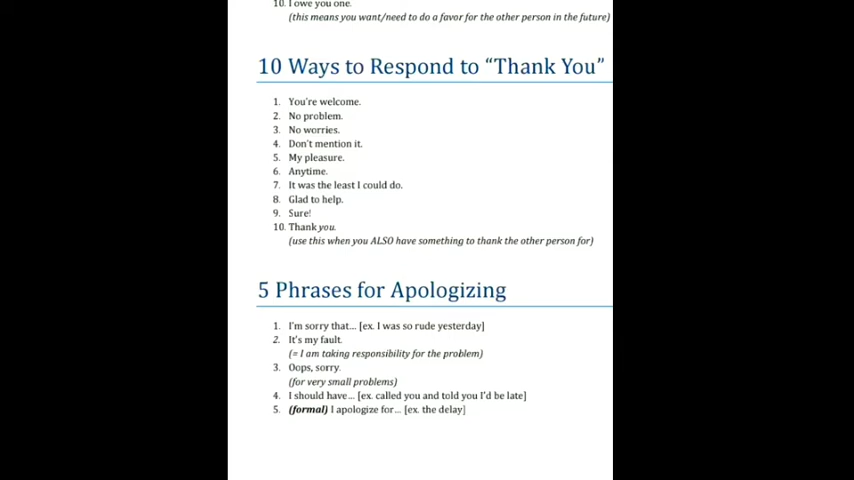 10. I owe you one.
(this means you want/need to do a favor for the other person in the future)
10 Ways to Respond to “Thank You”
1. You’re welcome.
2. No problem.
3. No worries.
4. Don’t mention it.
5. My pleasure.
6. Anytime.
7. It was the least I could do.
8. Glad to help.
9. Sure!
10. Thank you.
(use this when you ALSO have something to thank the other person for)
5 Phrases for Apologizing
1. I’m sorry that... [ex. I was so rude yesterday]
2. It’s my fault.
(= I am taking responsibility for the problem)
3. Oops, sorry.
(for very small problems)
4. I should have... [ex. called you and told you I’d be late]
5. (formal) I apologize for... [ex. the delay]